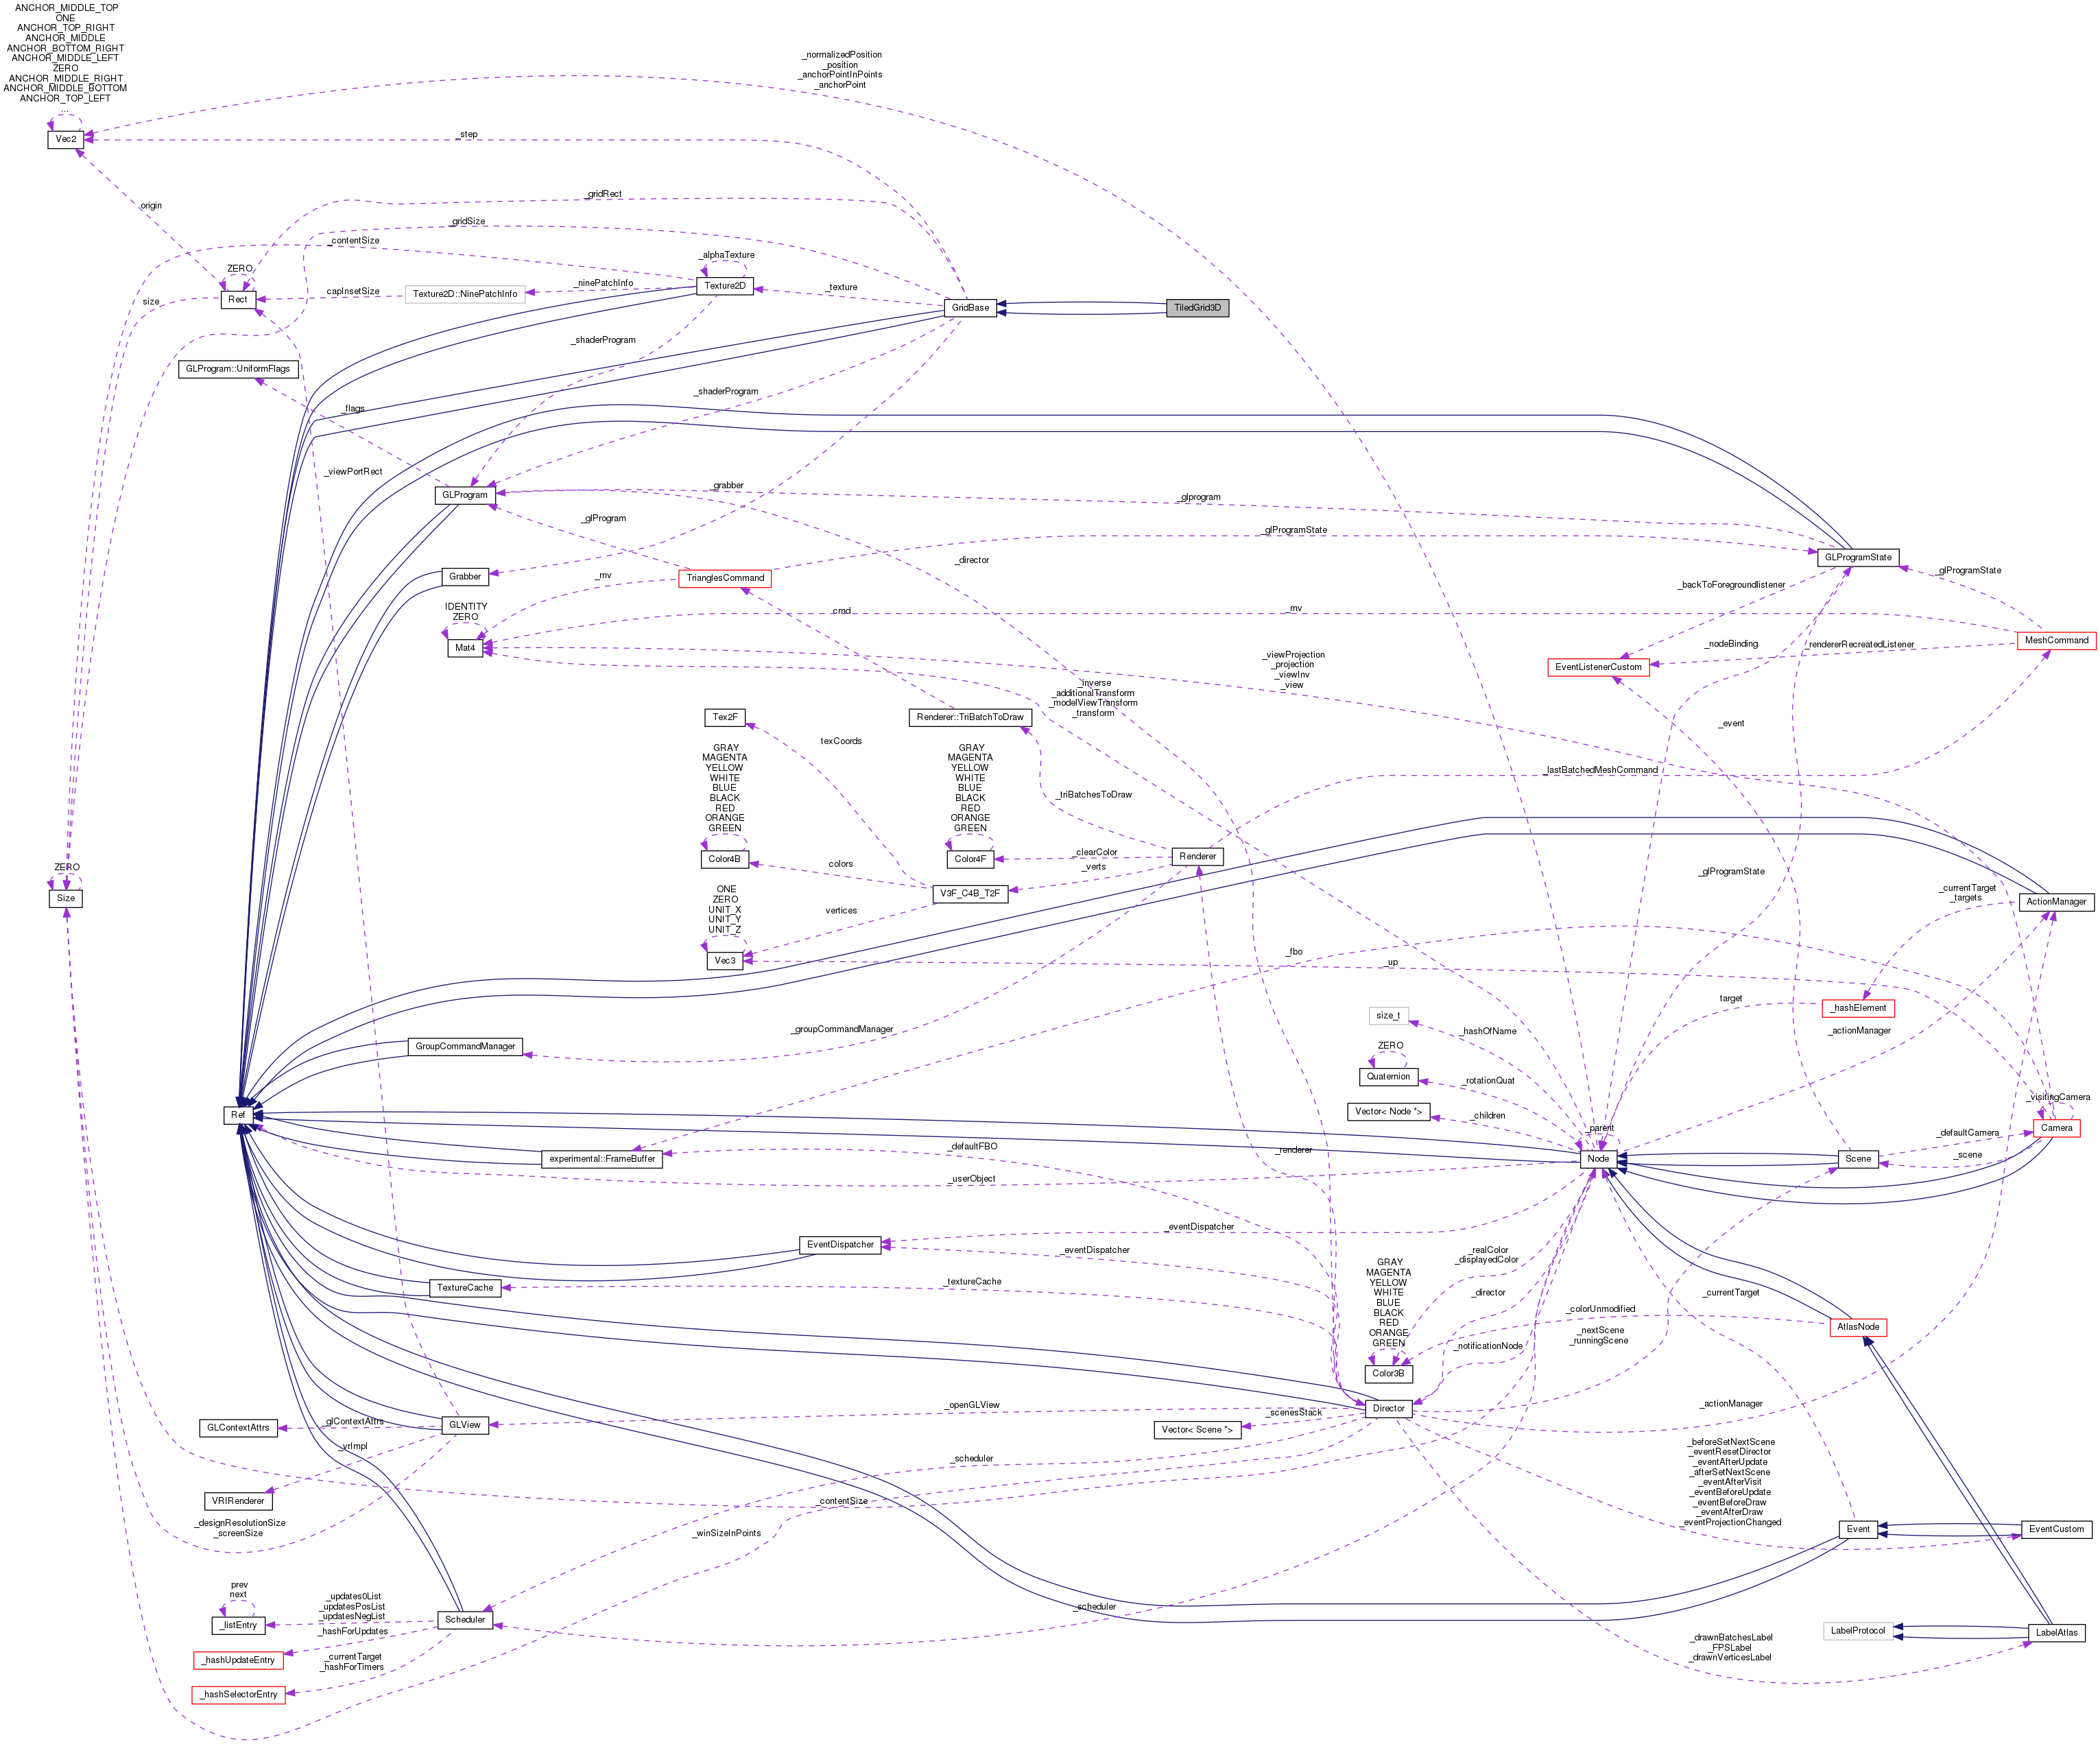 ANCHOR_MIDDLE_TOP
ONE
ANCHOR_TOP_RIGHT
ANCHOR_MIDDLE
ANCHOR_BOTTOM_RIGHT
ANCHOR_MIDDLE_LEFT
ZERO
ANCHOR_MIDDLE_RIGHT
ANCHOR_MIDDLE_BOTTOM
ANCHOR_TOP_LEFT
...
_normalizedPosition
_position
_anchorPointInPoints
_anchorPoint
Vec2
_step
origin
_gridRect
_gridSize
_contentSize
ZERO
_alphaTexture
size
Rect
capInsetSize
Texture2D::NinePatchInfo
_ninePatchInfo
Texture2D
_texture
GridBase
TiledGrid3D
_shaderProgram
GLProgram::UniformFlags
_shaderProgram
_flags
_viewPortRect
_grabber
GLProgram
_glprogram
_glProgram
_glProgramState
GLProgramState
_director
Grabber
_mv
TrianglesCommand
_backToForegroundlistener
_glProgramState
IDENTITY
ZERO
cmd
_mv
Mat4
_nodeBinding
_rendererRecreatedListener
MeshCommand
_viewProjection
_projection
_viewInv
_view
EventListenerCustom
_inverse
_additionalTransform
_modelViewTransform
_transform
Tex2F
Renderer::TriBatchToDraw
_event
texCoords
GRAY
MAGENTA
YELLOW
WHITE
BLUE
BLACK
RED
ORANGE
GREEN
GRAY
MAGENTA
YELLOW
WHITE
BLUE
BLACK
RED
ORANGE
GREEN
_lastBatchedMeshCommand
_triBatchesToDraw
Color4B
colors
Color4F
_clearColor
Renderer
_verts
_glProgramState
ZERO
Size
V3F_C4B_T2F
_currentTarget
_targets
ActionManager
ONE
ZERO
UNIT_X
UNIT_Y
UNIT_Z
vertices
Vec3
_fbo
_up
size_t
target
_hashElement
_groupCommandManager
_hashOfName
_actionManager
GroupCommandManager
ZERO
Quaternion
_rotationQuat
_visitingCamera
Ref
Vector< Node *>
_children
_parent
Camera
_defaultFBO
_renderer
_defaultCamera
experimental::FrameBuffer
Node
Scene
_scene
_userObject
_eventDispatcher
EventDispatcher
_eventDispatcher
_realColor
_displayedColor
GRAY
MAGENTA
YELLOW
WHITE
BLUE
BLACK
RED
ORANGE
GREEN
TextureCache
_textureCache
_director
_currentTarget
_colorUnmodified
AtlasNode
_nextScene
_runningScene
_notificationNode
Color3B
_openGLView
Director
_actionManager
GLContextAttrs
_glContextAttrs
GLView
_scenesStack
Vector< Scene *>
_vrImpl
_scheduler
_beforeSetNextScene
_eventResetDirector
_eventAfterUpdate
_afterSetNextScene
_eventAfterVisit
_eventBeforeUpdate
_eventBeforeDraw
_eventAfterDraw
_eventProjectionChanged
VRIRenderer
_contentSize
_designResolutionSize
_screenSize
_winSizeInPoints
Event
EventCustom
prev
next
_updates0List
_updatesPosList
_updatesNegList
_listEntry
Scheduler
_scheduler
_hashForUpdates
_hashUpdateEntry
LabelProtocol
LabelAtlas
_currentTarget
_hashForTimers
_drawnBatchesLabel
_FPSLabel
_drawnVerticesLabel
_hashSelectorEntry